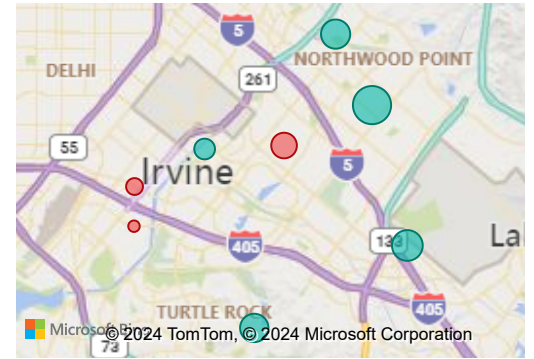 5
NORTHWOOD POINT
DELHI
261
55
Irvine
5
133
405
La
405
TURTLE ROCK
Microsoft Bing
© 2024 TomTom, © 2024 Microsoft Corporation
73